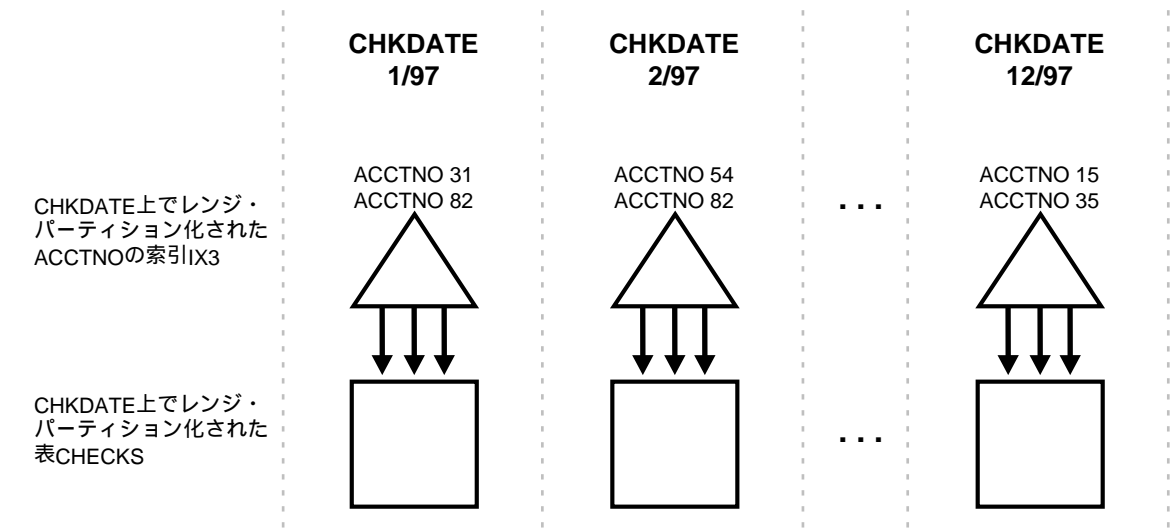 CHKDATE
1/97
CHKDATE
2/97
CHKDATE
12/97
CHKDATE上でレンジ・
パーティション化された
ACCTNOの索引IX3
ACCTNO 31
ACCTNO 82
ACCTNO 54
ACCTNO 82
. . .
ACCTNO 15
ACCTNO 35
CHKDATE上でレンジ・
パーティション化された
表CHECKS
. . .